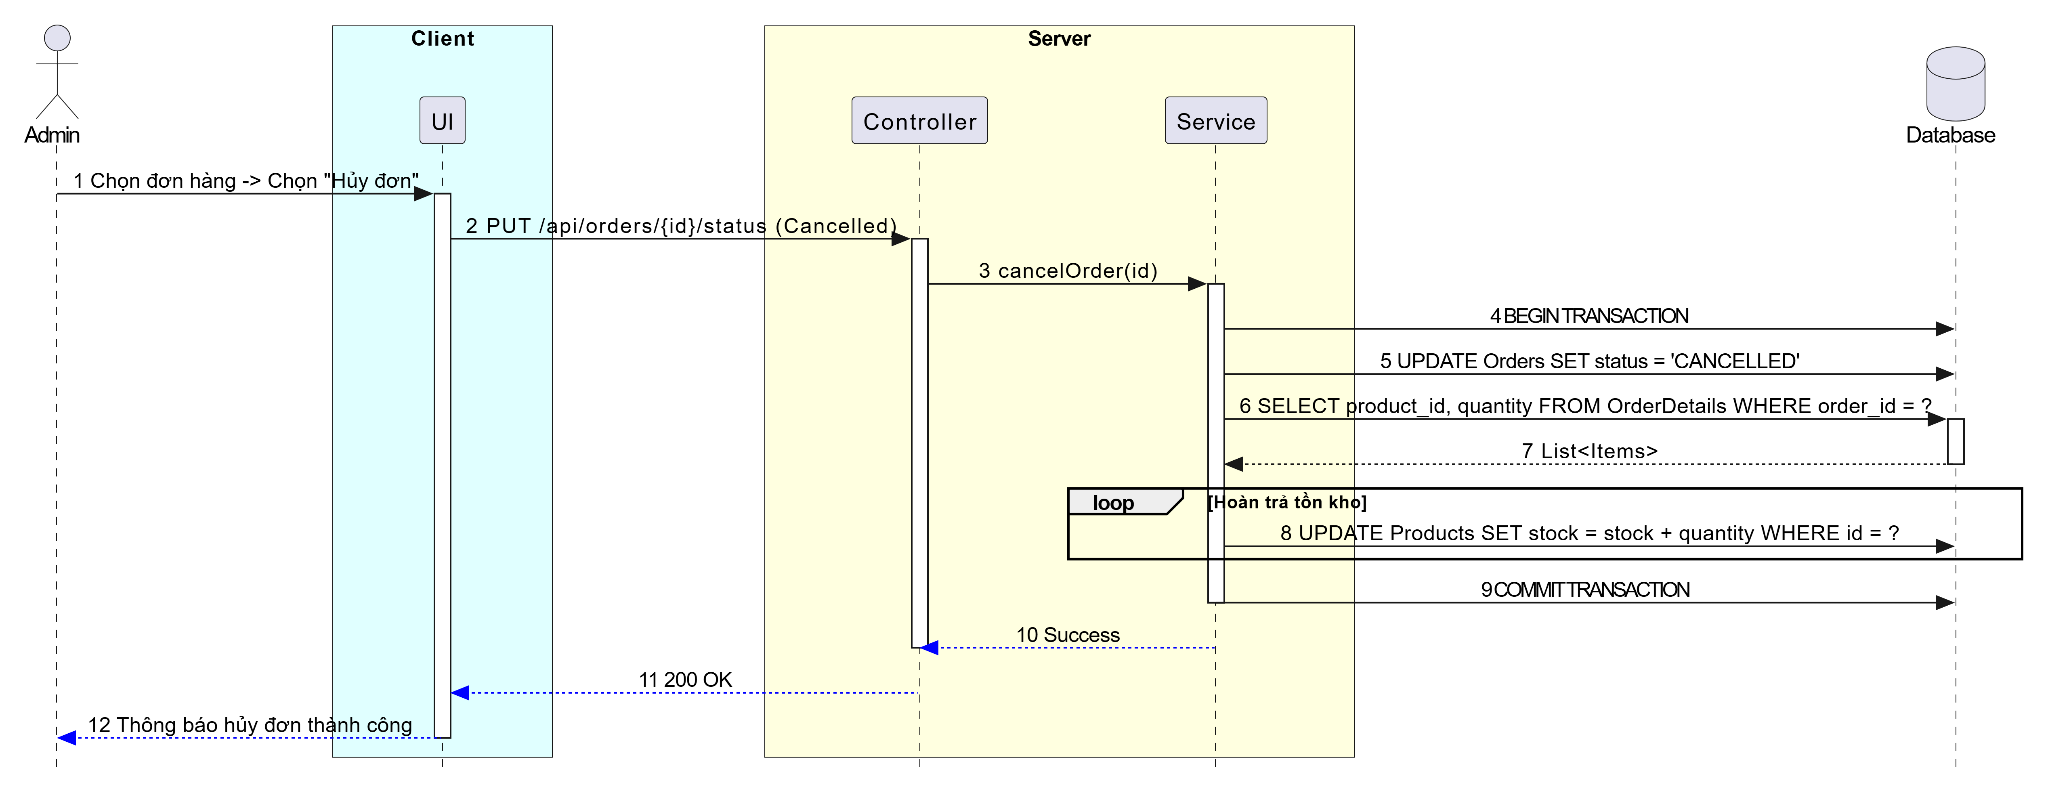 Client
Server
Admin
UI
Controller
Service
Database
1 Chọn đơn hàng -> Chọn "Hủy đơn"
2 PUT /api/orders/{id}/status (Cancelled)
3 cancelOrder(id)
4 BEGIN TRANSACTION
5 UPDATE Orders SET status = 'CANCELLED'
6 SELECT product_id, quantity FROM OrderDetails WHERE order_id = ?
7 List<Items>
loop
[Hoàn trả tồn kho]
8 UPDATE Products SET stock = stock + quantity WHERE id = ?
9 COMMIT TRANSACTION
10 Success
11 200 OK
12 Thông báo hủy đơn thành công